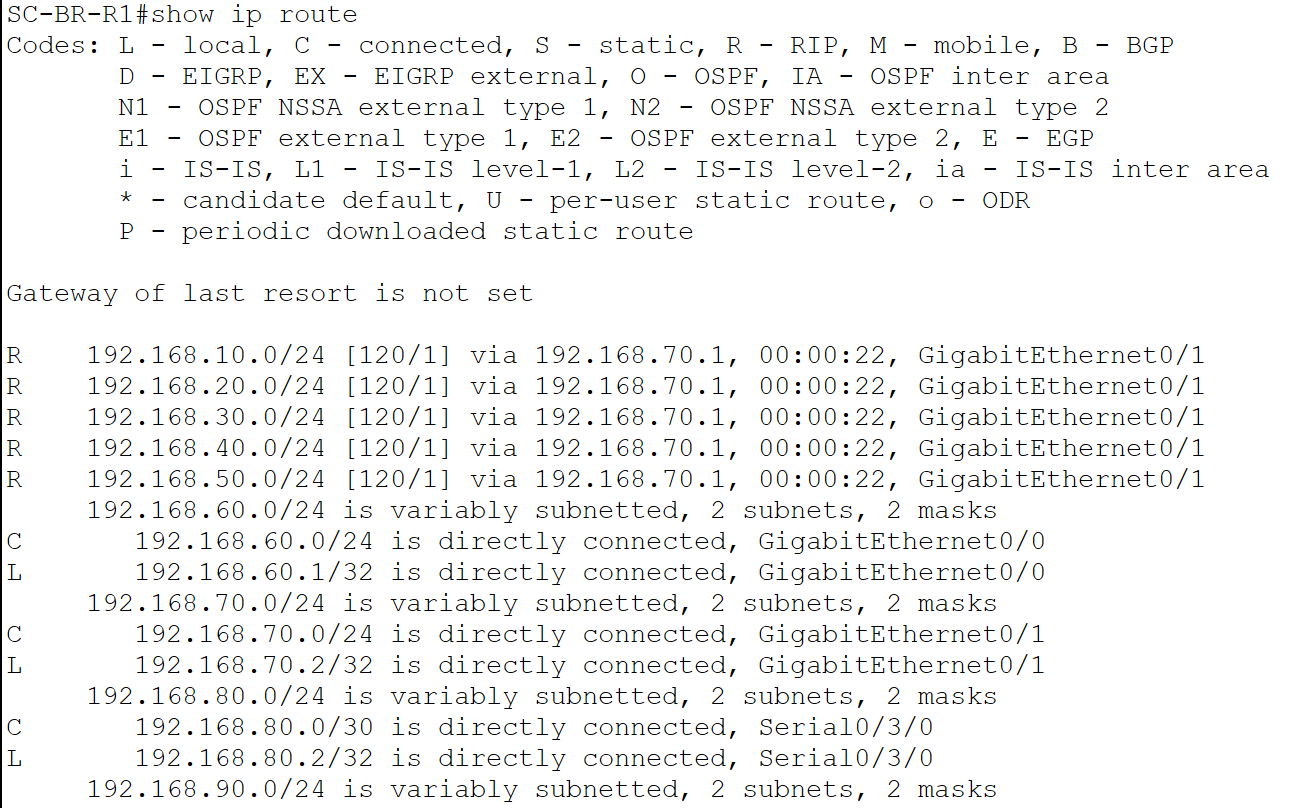 SC-BR-R1#show ip route
Codes: L - local, C - connected, S - static, R - RIP, M - mobile, B - BGP
       D - EIGRP, EX - EIGRP external, O - OSPF, IA - OSPF inter area
       N1 - OSPF NSSA external type 1, N2 - OSPF NSSA external type 2
       E1 - OSPF external type 1, E2 - OSPF external type 2, E - EGP
       i - IS-IS, L1 - IS-IS level-1, L2 - IS-IS level-2, ia - IS-IS inter area
       * - candidate default, U - per-user static route, o - ODR
       P - periodic downloaded static route

Gateway of last resort is not set

R    192.168.10.0/24 [120/1] via 192.168.70.1, 00:00:22, GigabitEthernet0/1
R    192.168.20.0/24 [120/1] via 192.168.70.1, 00:00:22, GigabitEthernet0/1
R    192.168.30.0/24 [120/1] via 192.168.70.1, 00:00:22, GigabitEthernet0/1
R    192.168.40.0/24 [120/1] via 192.168.70.1, 00:00:22, GigabitEthernet0/1
R    192.168.50.0/24 [120/1] via 192.168.70.1, 00:00:22, GigabitEthernet0/1
     192.168.60.0/24 is variably subnetted, 2 subnets, 2 masks
C       192.168.60.0/24 is directly connected, GigabitEthernet0/0
L       192.168.60.1/32 is directly connected, GigabitEthernet0/0
     192.168.70.0/24 is variably subnetted, 2 subnets, 2 masks
C       192.168.70.0/24 is directly connected, GigabitEthernet0/1
L       192.168.70.2/32 is directly connected, GigabitEthernet0/1
     192.168.80.0/24 is variably subnetted, 2 subnets, 2 masks
C       192.168.80.0/30 is directly connected, Serial0/3/0
L       192.168.80.2/32 is directly connected, Serial0/3/0
     192.168.90.0/24 is variably subnetted, 2 subnets, 2 masks